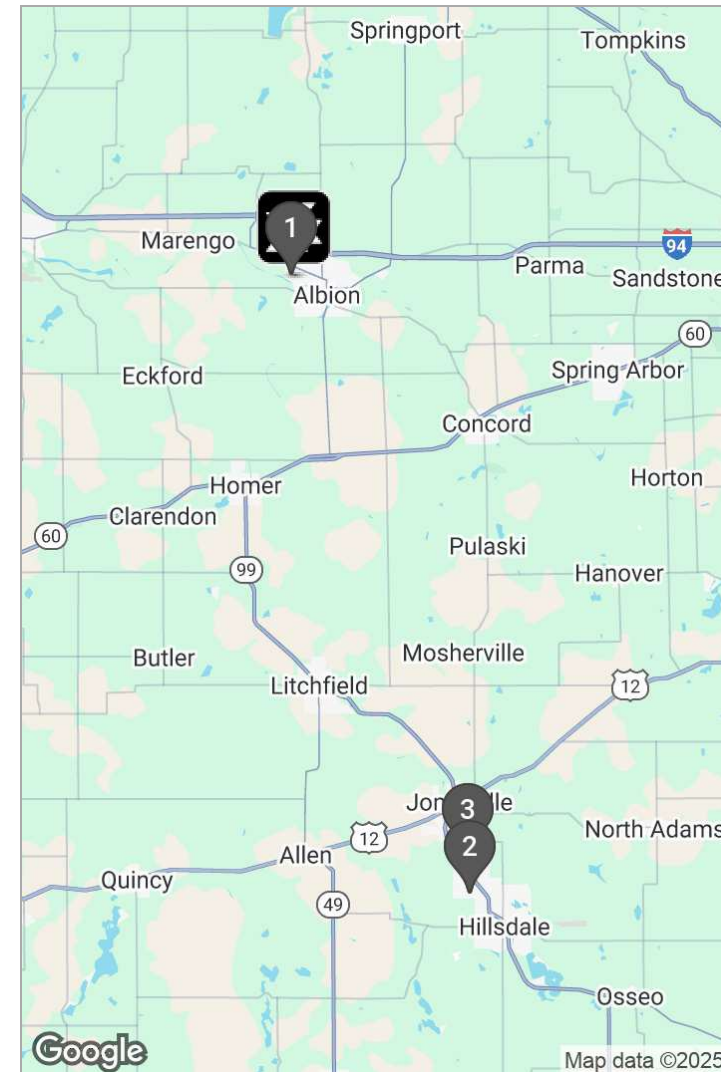 Springport
Tompkins
1
Marengo
94
Parma
Sandstone
Albion
60
Eckford
Spring Arbor
Concord
Homer
Horton
Clarendon
60
Pulaski
99
Hanover
Butler
Mosherville
Litchfield
12
Jon
lle
3
12
North Adams
2
Allen
Quincy
49
Hillsdale
Osseo
Google
Map data ©2025